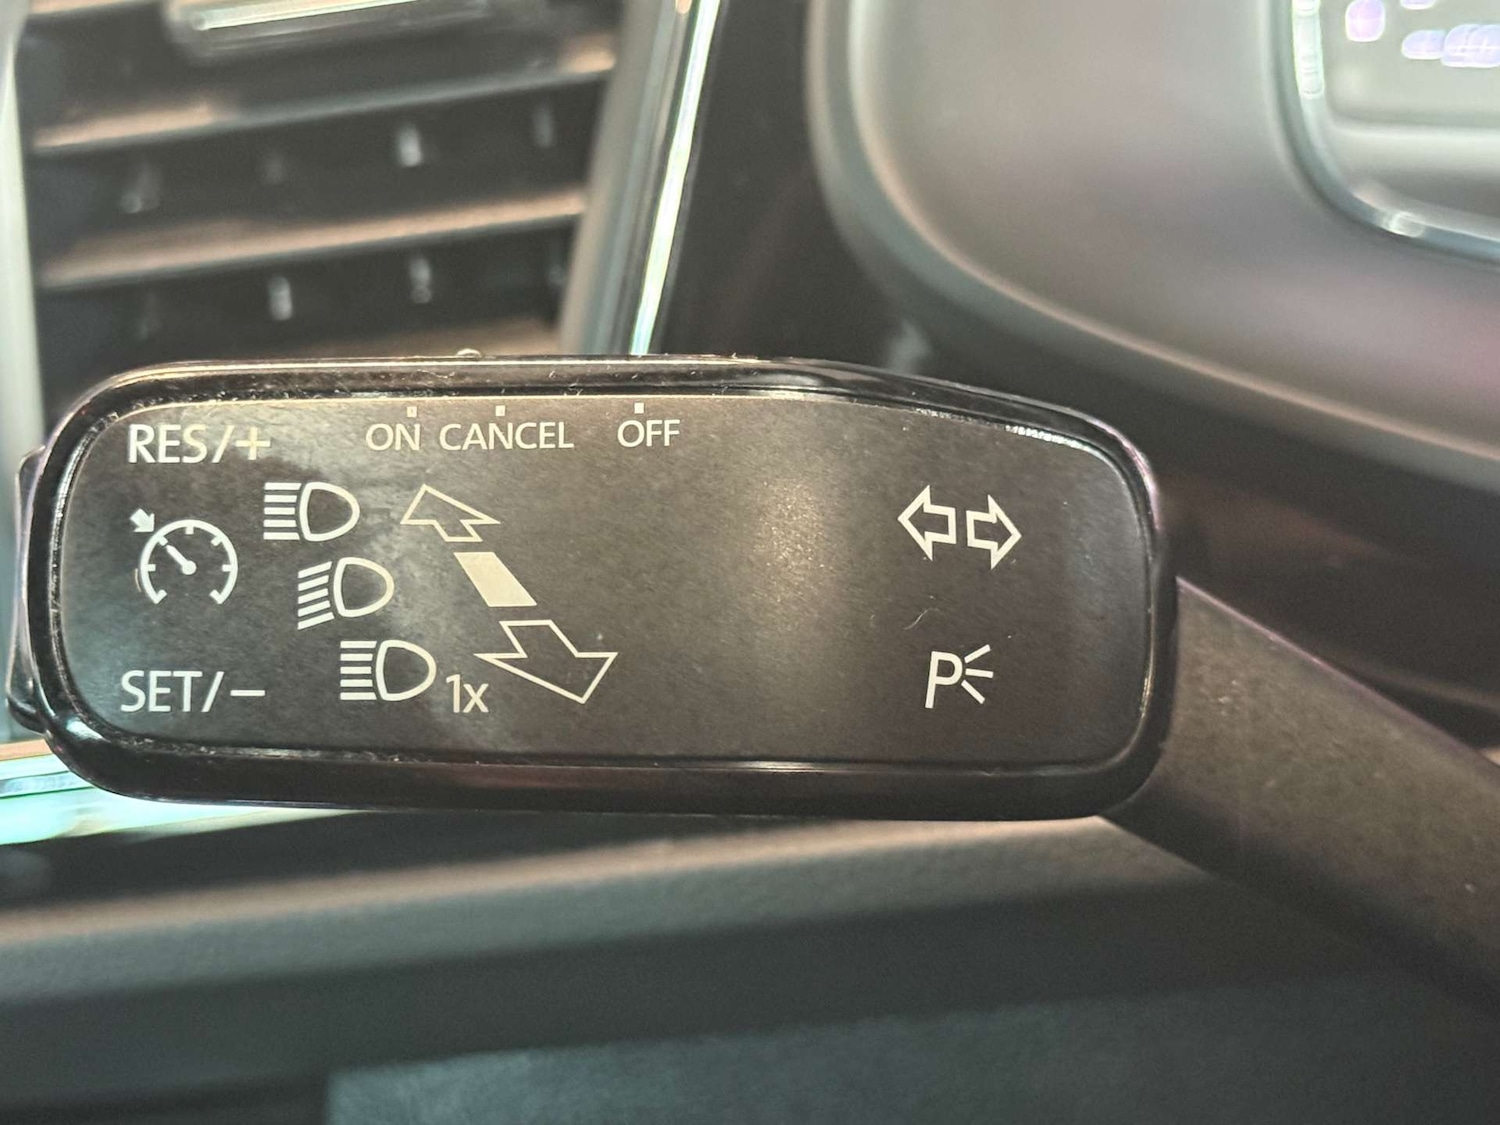 RES/+ ON CANCEL OFF
SET/− 1x
P